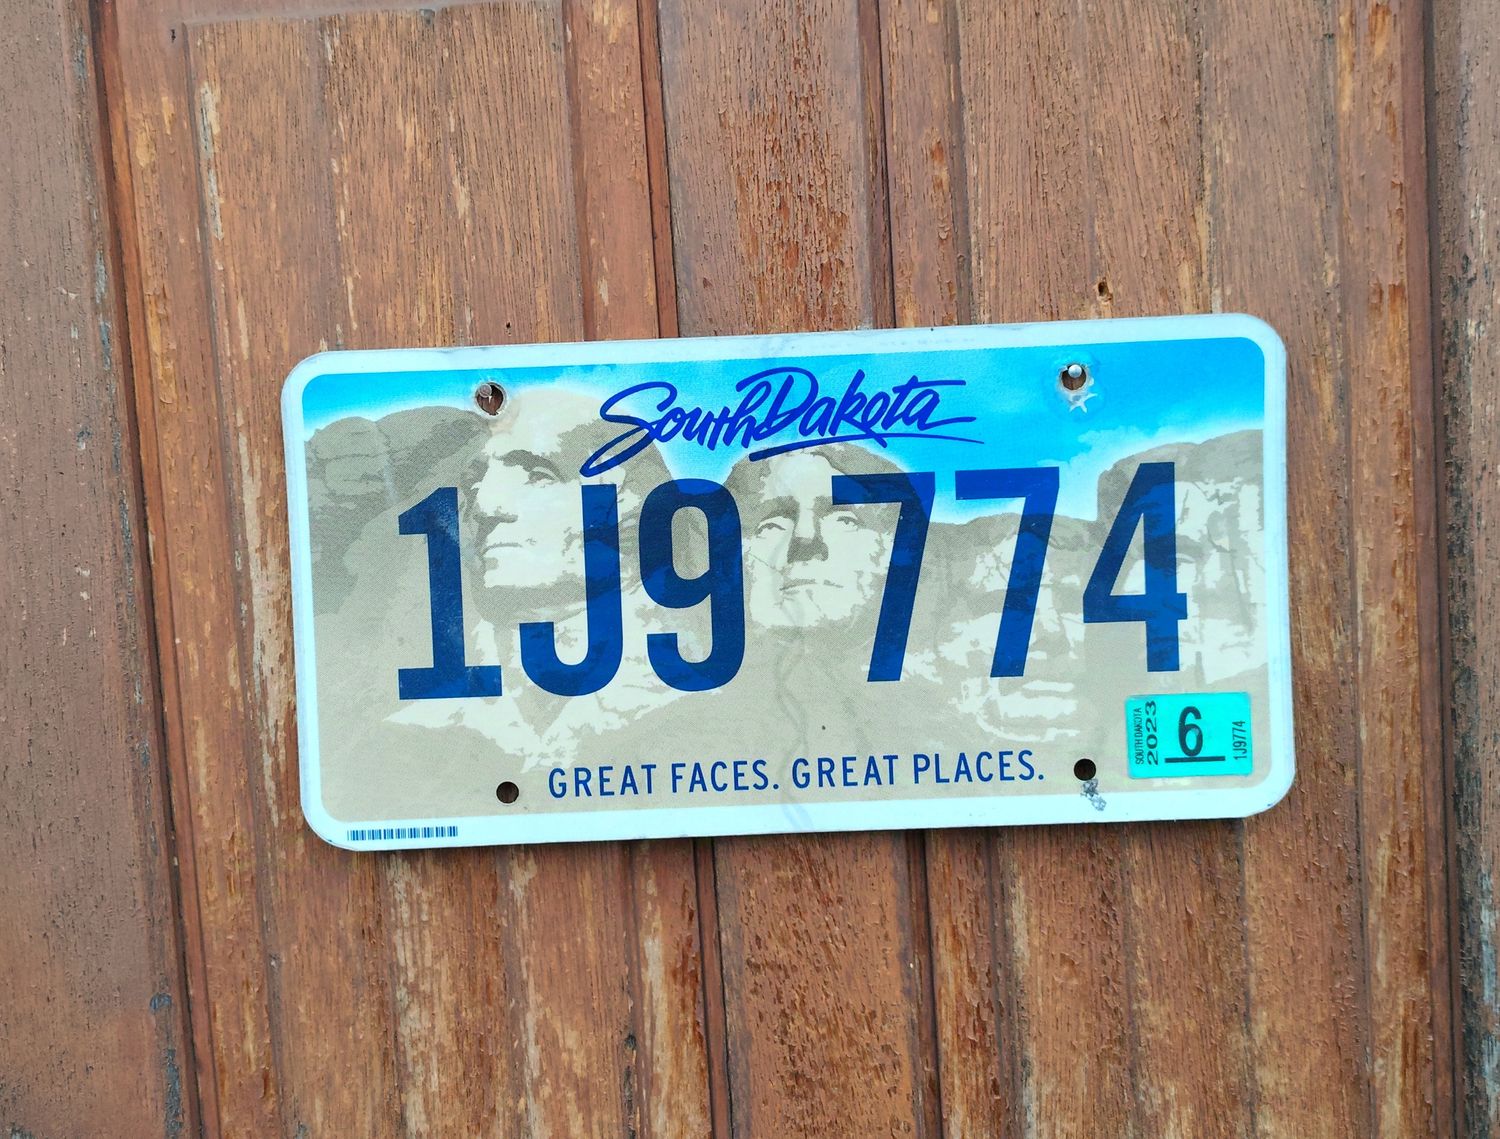 South Dakota
1J9 774
SOUTH DAKOTA
2023
6
1J9774
GREAT FACES. GREAT PLACES.